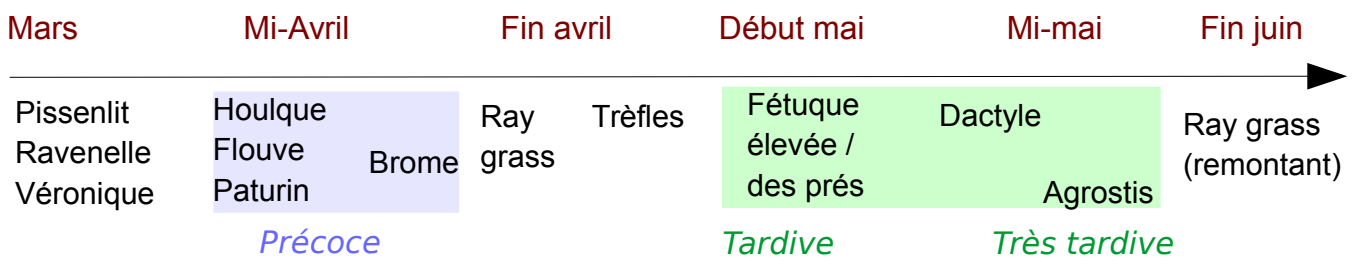 Mars Mi-Avril Fin avril Début mai Mi-mai Fin juin
Pissenlit
Ravenelle
Véronique
Houlque
Flouve
Paturin
Brome
Ray
grass
Trèfles
Fétuque
élevée /
des prés
Dactyle
Agrostis
Ray grass
(remontant)
Précoce Tardive Très tardive